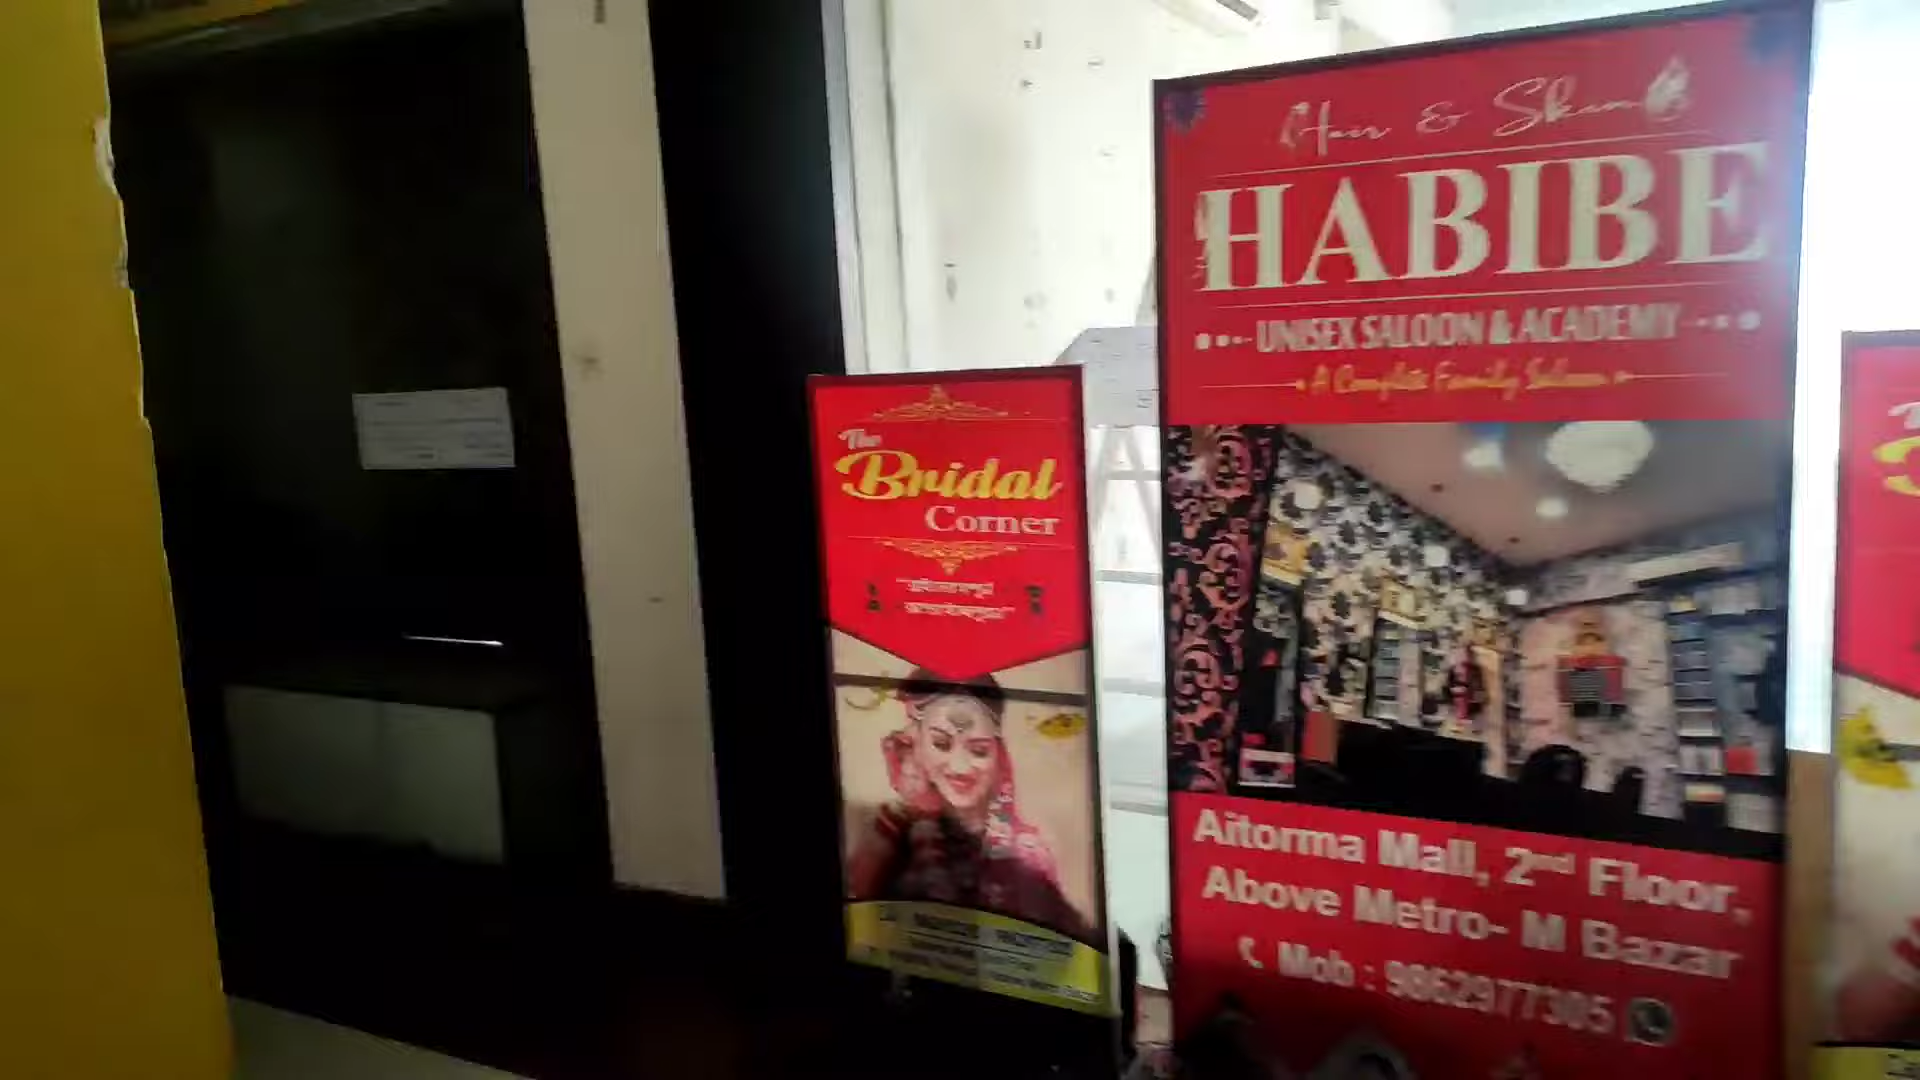 The
Bridal
Corner
Hair & Skin
HABIBE
UNISEX SALOON & ACADEMY
A Complete Family Saloon
Aitorma Mall, 2nd Floor,
Above Metro- M Bazar
Mob : 9862977305